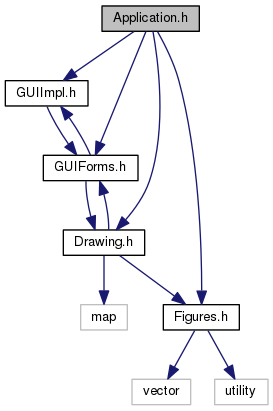 Application.h
GUIImpl.h
GUIForms.h
Drawing.h
map
Figures.h
vector
utility